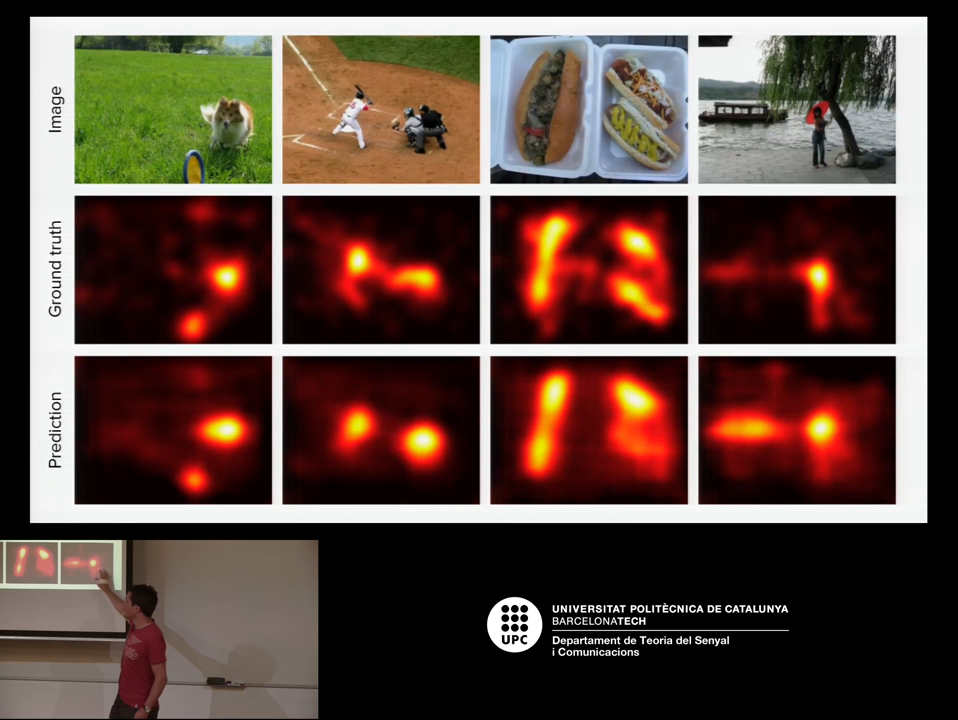 Image
Ground truth
Prediction
UPC
UNIVERSITAT POLITÈCNICA DE CATALUNYA
BARCELONATECH
Departament de Teoria del Senyal
i Comunicacions